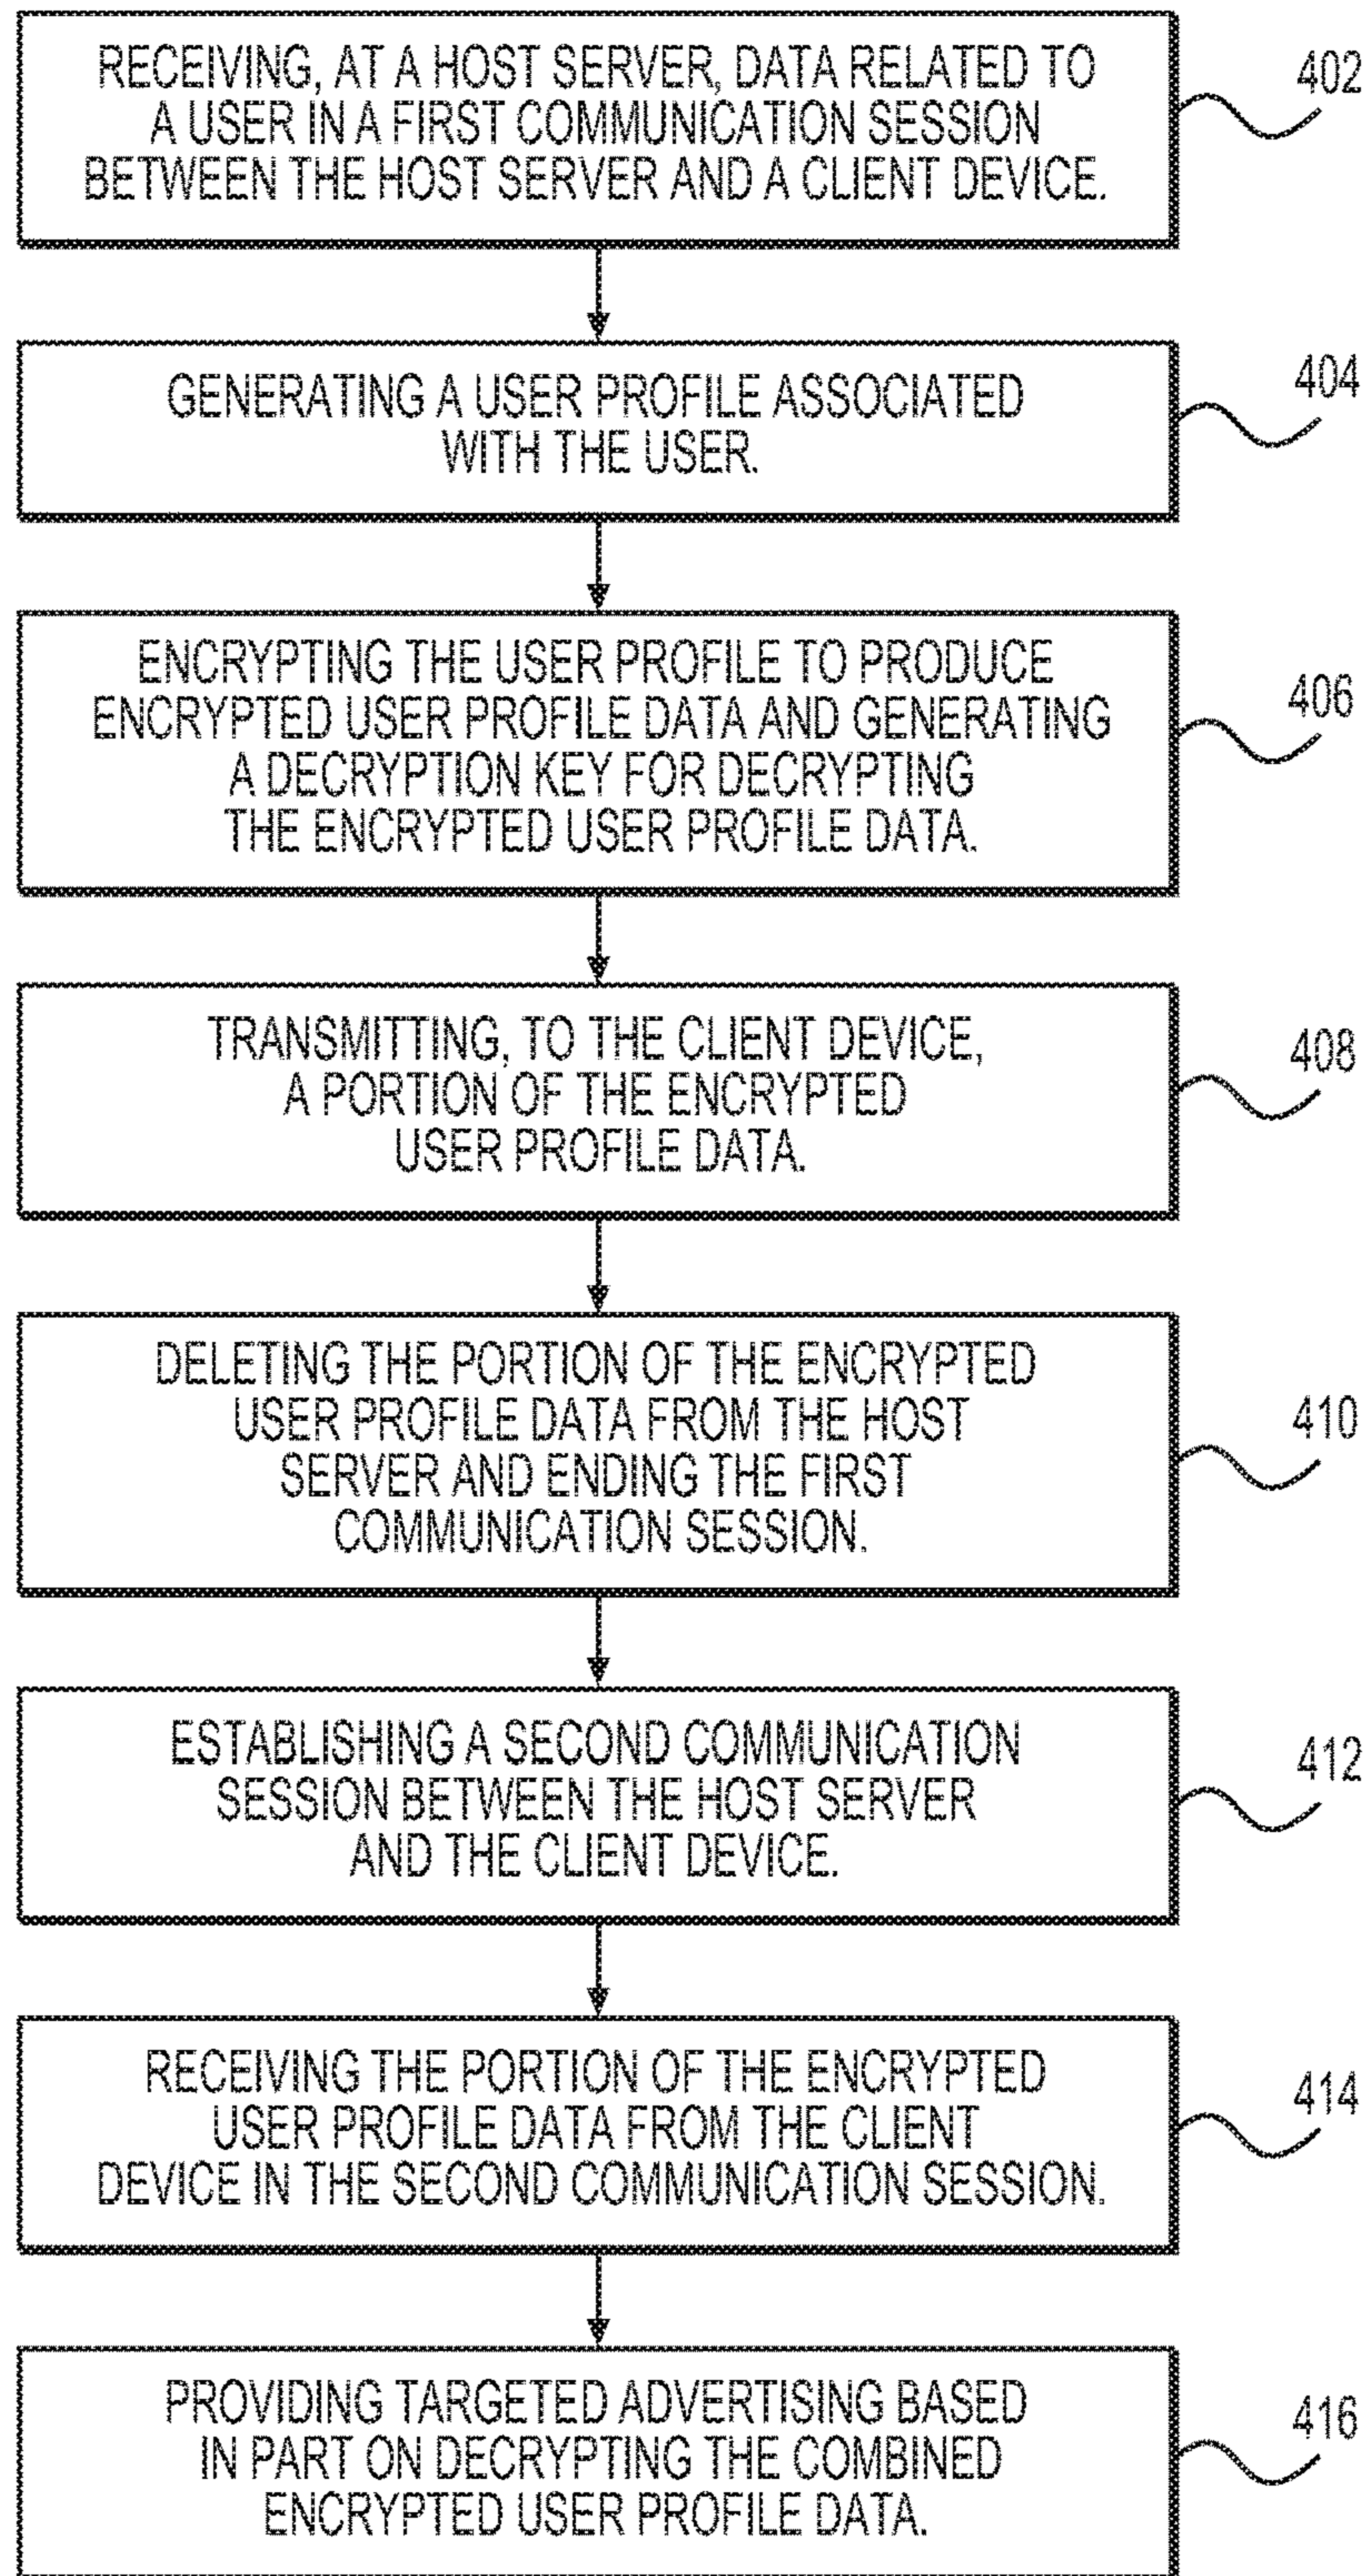 RECEIVING, AT A HOST SERVER, DATA RELATED TO
A USER IN A FIRST COMMUNICATION SESSION
BETWEEN THE HOST SERVER AND A CLIENT DEVICE.
402
GENERATING A USER PROFILE ASSOCIATED
WITH THE USER.
404
ENCRYPTING THE USER PROFILE TO PRODUCE
ENCRYPTED USER PROFILE DATA AND GENERATING
A DECRYPTION KEY FOR DECRYPTING
THE ENCRYPTED USER PROFILE DATA.
406
TRANSMITTING, TO THE CLIENT DEVICE,
A PORTION OF THE ENCRYPTED
USER PROFILE DATA.
408
DELETING THE PORTION OF THE ENCRYPTED
USER PROFILE DATA FROM THE HOST
SERVER AND ENDING THE FIRST
COMMUNICATION SESSION.
410
ESTABLISHING A SECOND COMMUNICATION
SESSION BETWEEN THE HOST SERVER
AND THE CLIENT DEVICE.
412
RECEIVING THE PORTION OF THE ENCRYPTED
USER PROFILE DATA FROM THE CLIENT
DEVICE IN THE SECOND COMMUNICATION SESSION.
414
PROVIDING TARGETED ADVERTISING BASED
IN PART ON DECRYPTING THE COMBINED
ENCRYPTED USER PROFILE DATA.
416